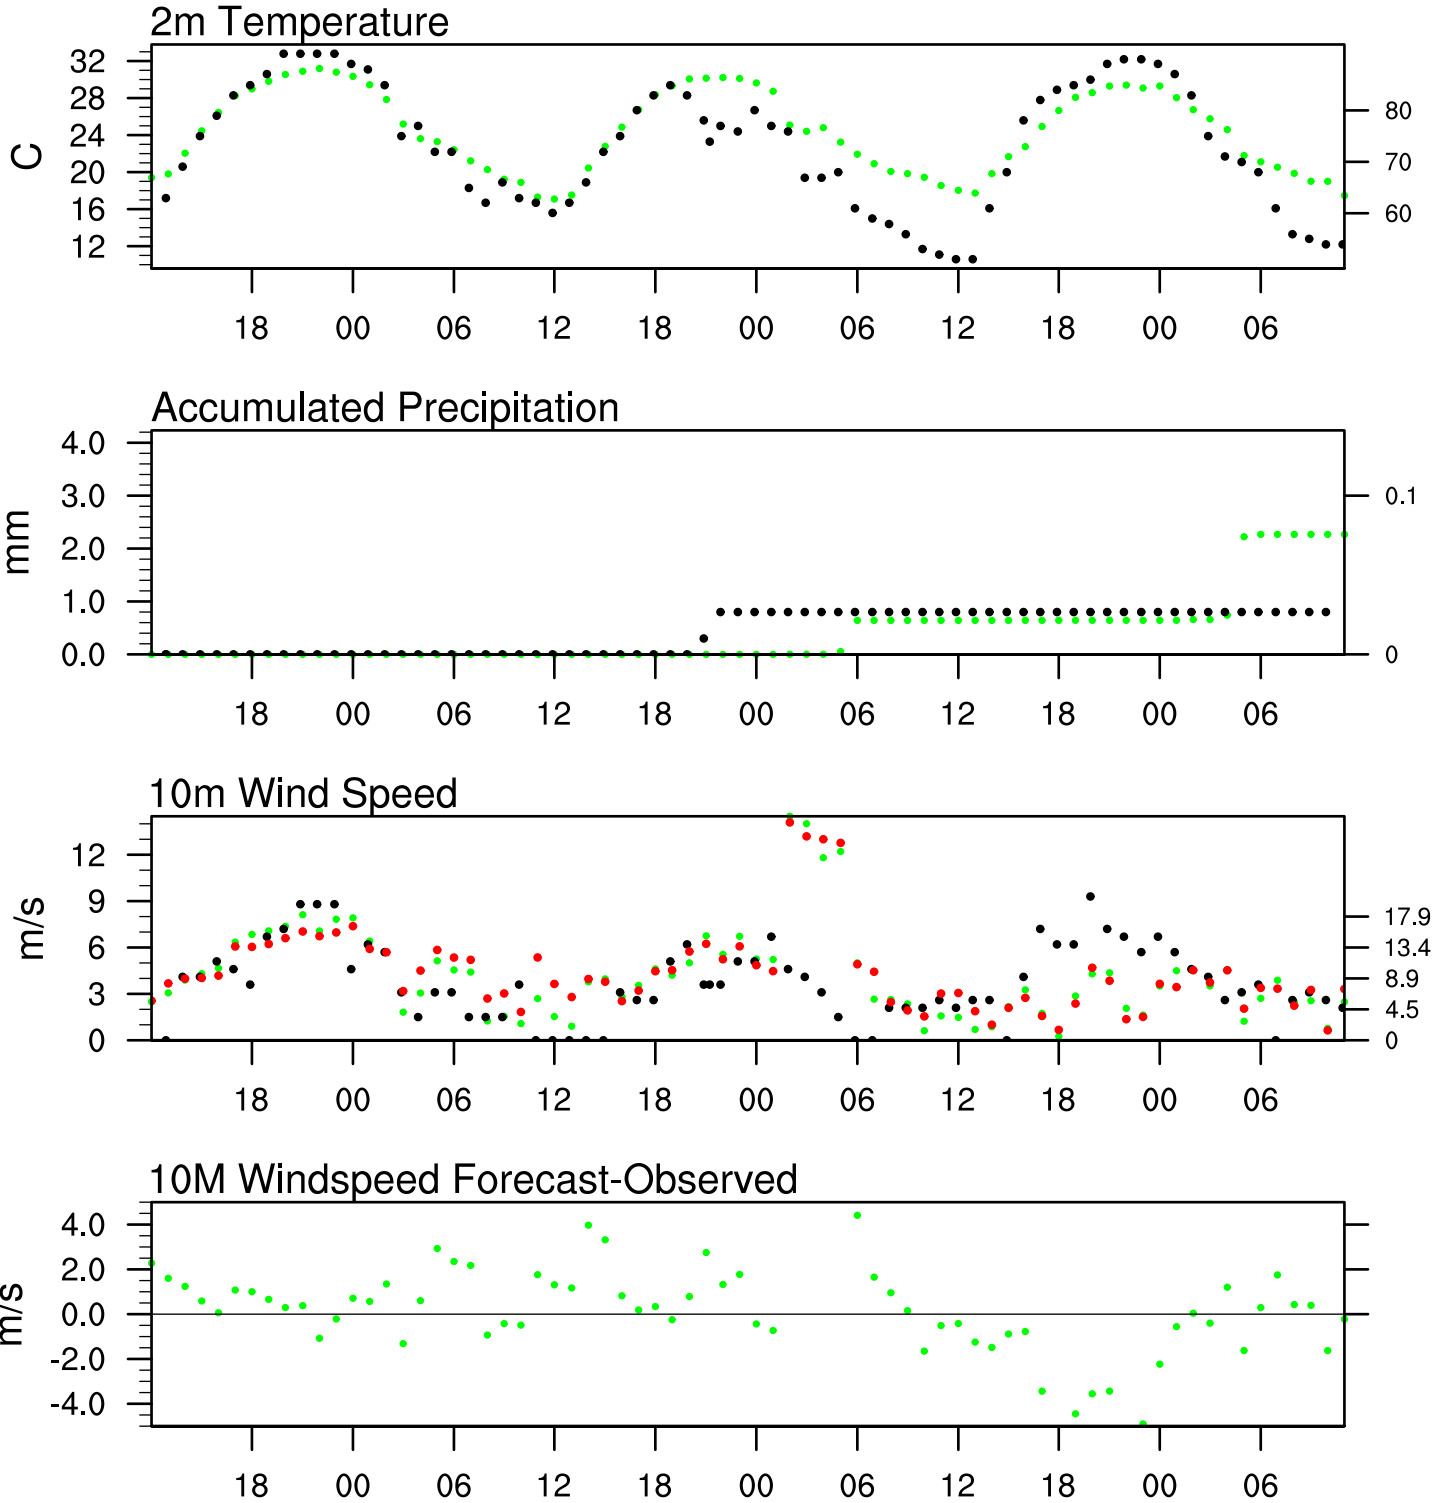 2m Temperature
32
28
24
20
16
12
C
80
70
60
18 00 06 12 18 00 06 12 18 00 06
Accumulated Precipitation
4.0
3.0
2.0
1.0
0.0
mm
0.1
0
18 00 06 12 18 00 06 12 18 00 06
10m Wind Speed
12
9
6
3
0
m/s
17.9
13.4
8.9
4.5
0
18 00 06 12 18 00 06 12 18 00 06
10M Windspeed Forecast-Observed
4.0
2.0
0.0
-2.0
-4.0
m/s
18 00 06 12 18 00 06 12 18 00 06